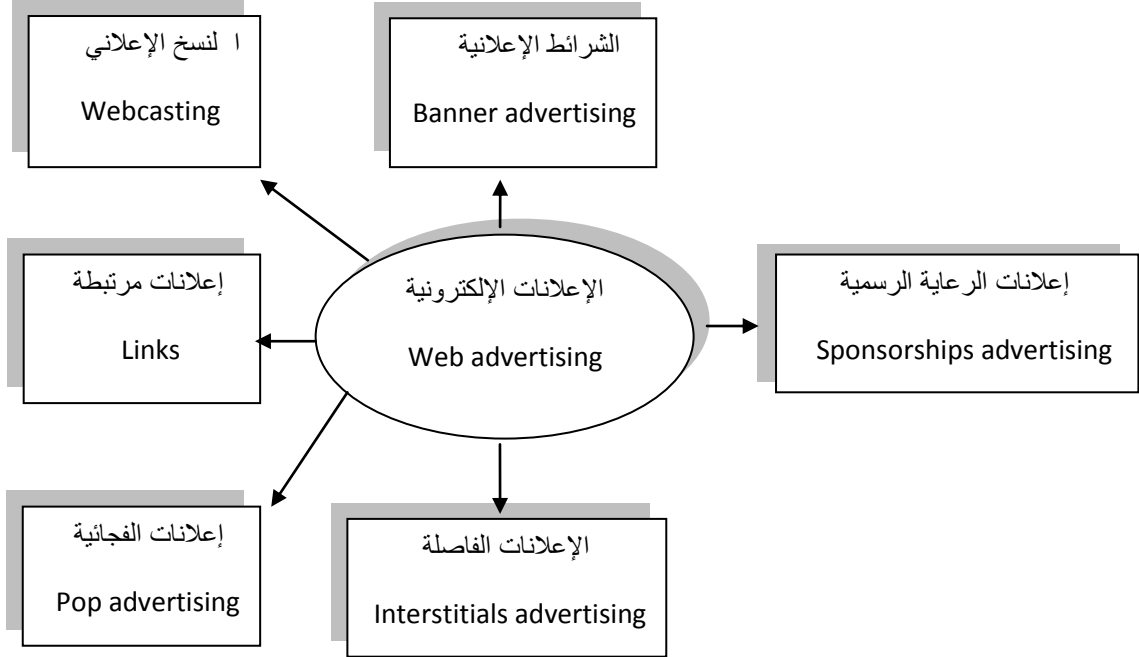 ا لنسخ الإعلاني
Webcasting
الشرائط الإعلانية
Banner advertising
إعلانات مرتبطة
Links
الإعلانات الإلكترونية
Web advertising
إعلانات الرعاية الرسمية
Sponsorships advertising
إعلانات الفجائية
Pop advertising
الإعلانات الفاصلة
Interstitials advertising